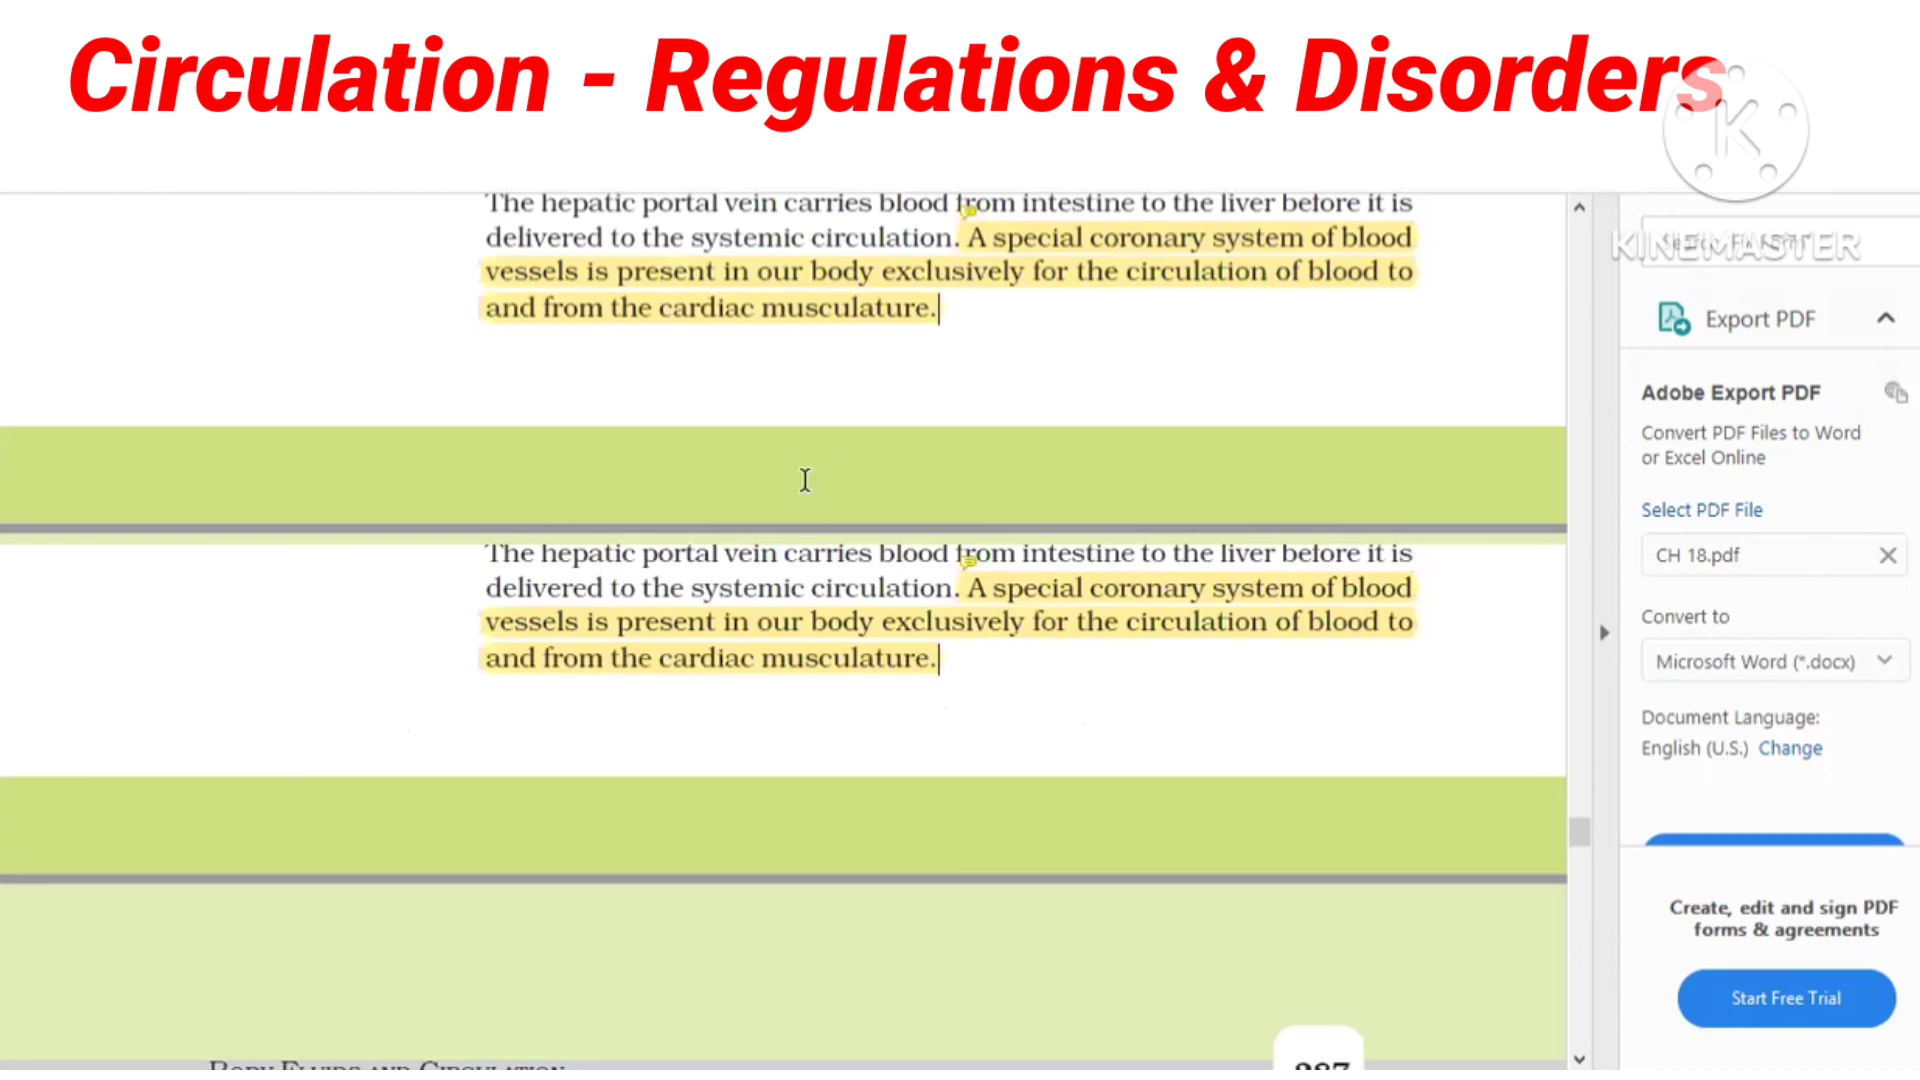 Circulation - Regulations & Disorders
K
KINEMASTER
The hepatic portal vein carries blood from intestine to the liver before it is
delivered to the systemic circulation. A special coronary system of blood
vessels is present in our body exclusively for the circulation of blood to
and from the cardiac musculature.
The hepatic portal vein carries blood from intestine to the liver before it is
delivered to the systemic circulation. A special coronary system of blood
vessels is present in our body exclusively for the circulation of blood to
and from the cardiac musculature.
BODY FLUIDS AND CIRCULATION
287
Export PDF
Adobe Export PDF
Convert PDF Files to Word
or Excel Online
Select PDF File
CH 18.pdf
Convert to
Microsoft Word (*.docx)
Document Language:
English (U.S.) Change
Create, edit and sign PDF
forms & agreements
Start Free Trial